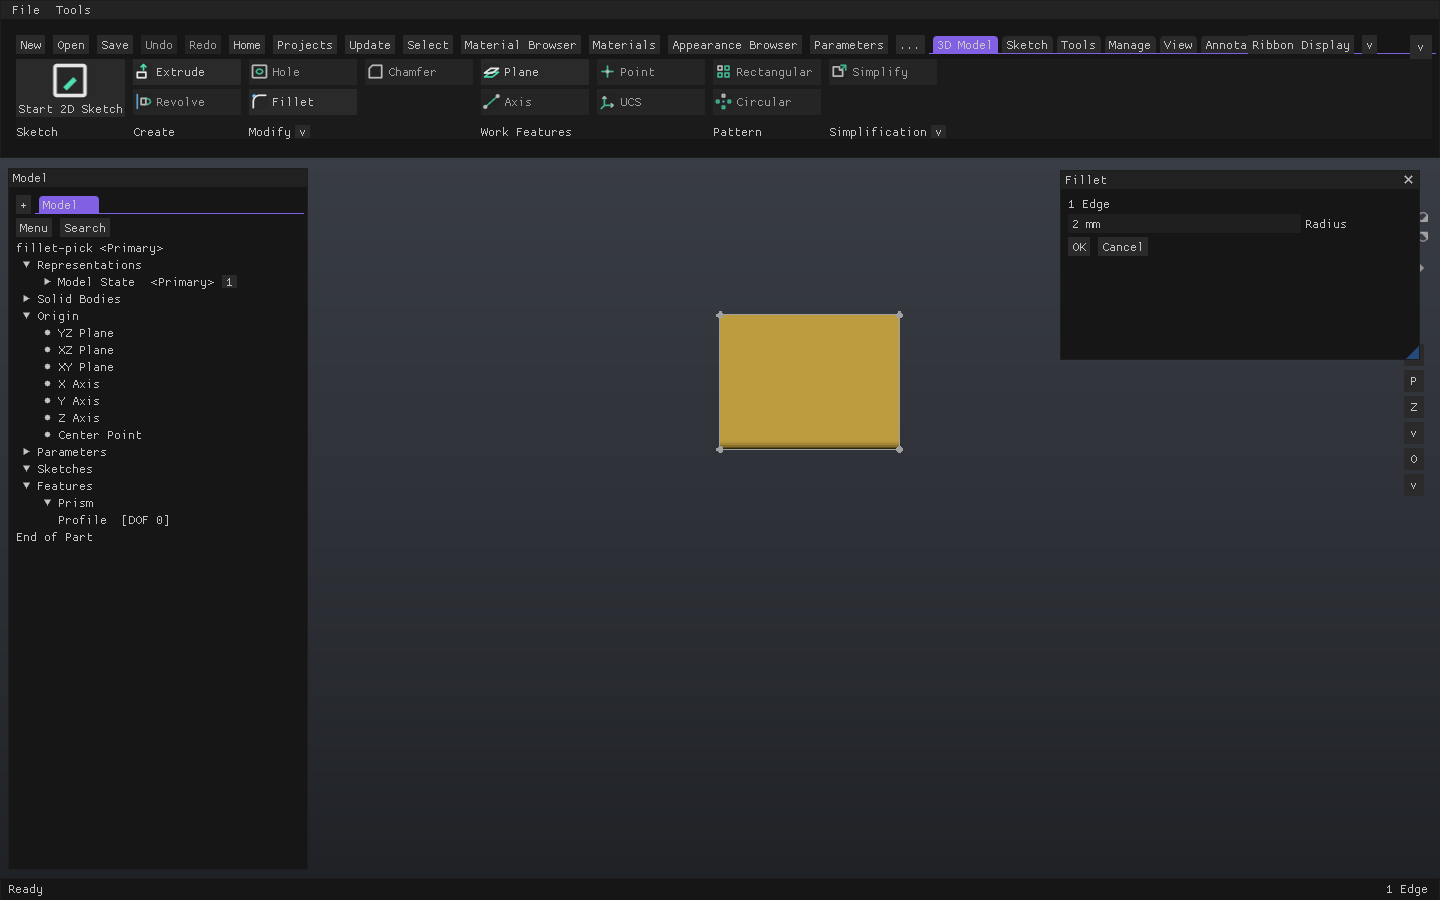 File Tools
New Open Save Undo Redo Home Projects Update Select Material Browser Materials Appearance Browser Parameters ... 3D Model Sketch Tools Manage View Annota Ribbon Display v v
Extrude Hole Chamfer Plane Point Rectangular Simplify
Start 2D Sketch Revolve Fillet Axis UCS Circular
Sketch Create Modify v Work Features Pattern Simplification v
Model
+ Model
Menu Search
fillet-pick <Primary>
Representations
Model State <Primary> 1
Solid Bodies
Origin
YZ Plane
XZ Plane
XY Plane
X Axis
Y Axis
Z Axis
Center Point
Parameters
Sketches
Features
Prism
Profile [DOF 0]
End of Part
Fillet
1 Edge
2 mm Radius
OK Cancel
P
Z
v
O
v
Ready 1 Edge